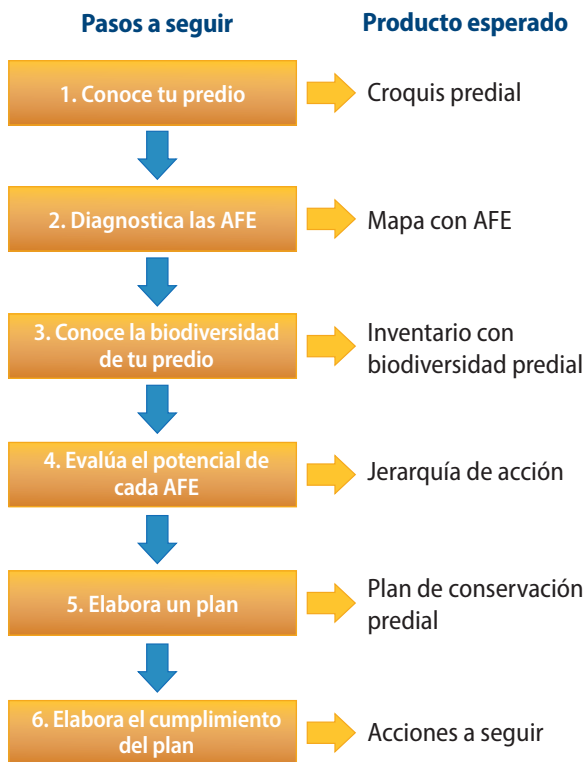 Pasos a seguir
Producto esperado
1. Conoce tu predio
Croquis predial
2. Diagnostica las AFE
Mapa con AFE
3. Conoce la biodiversidad
de tu predio
Inventario con
biodiversidad predial
4. Evalúa el potencial de
cada AFE
Jerarquía de acción
5. Elabora un plan
Plan de conservación
predial
6. Elabora el cumplimiento
del plan
Acciones a seguir